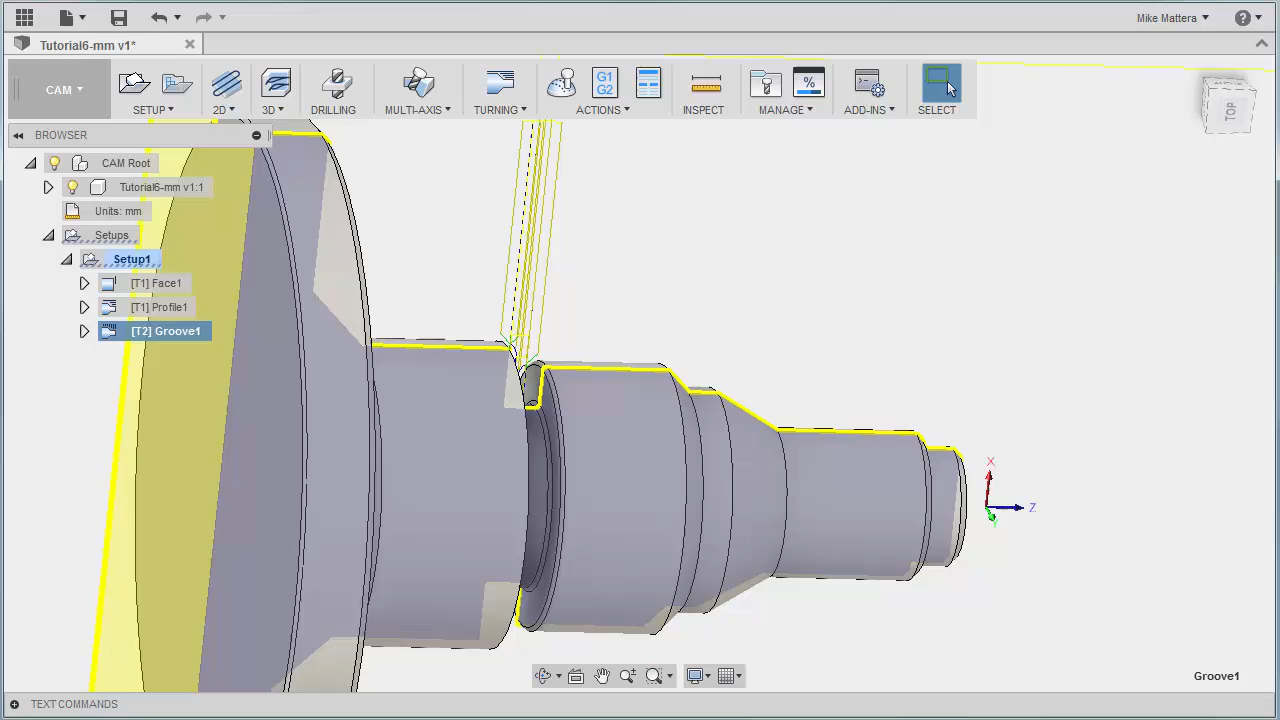 Mike Mattera
Tutorial6-mm v1*
CAM
SETUP
2D
3D
DRILLING
MULTI-AXIS
TURNING
G1
G2
ACTIONS
INSPECT
%
MANAGE
ADD-INS
SELECT
TOP
BROWSER
CAM Root
Tutorial6-mm v1:1
Units: mm
Setups
Setup1
[T1] Face1
[T1] Profile1
[T2] Groove1
X
Z
Y
Groove1
TEXT COMMANDS